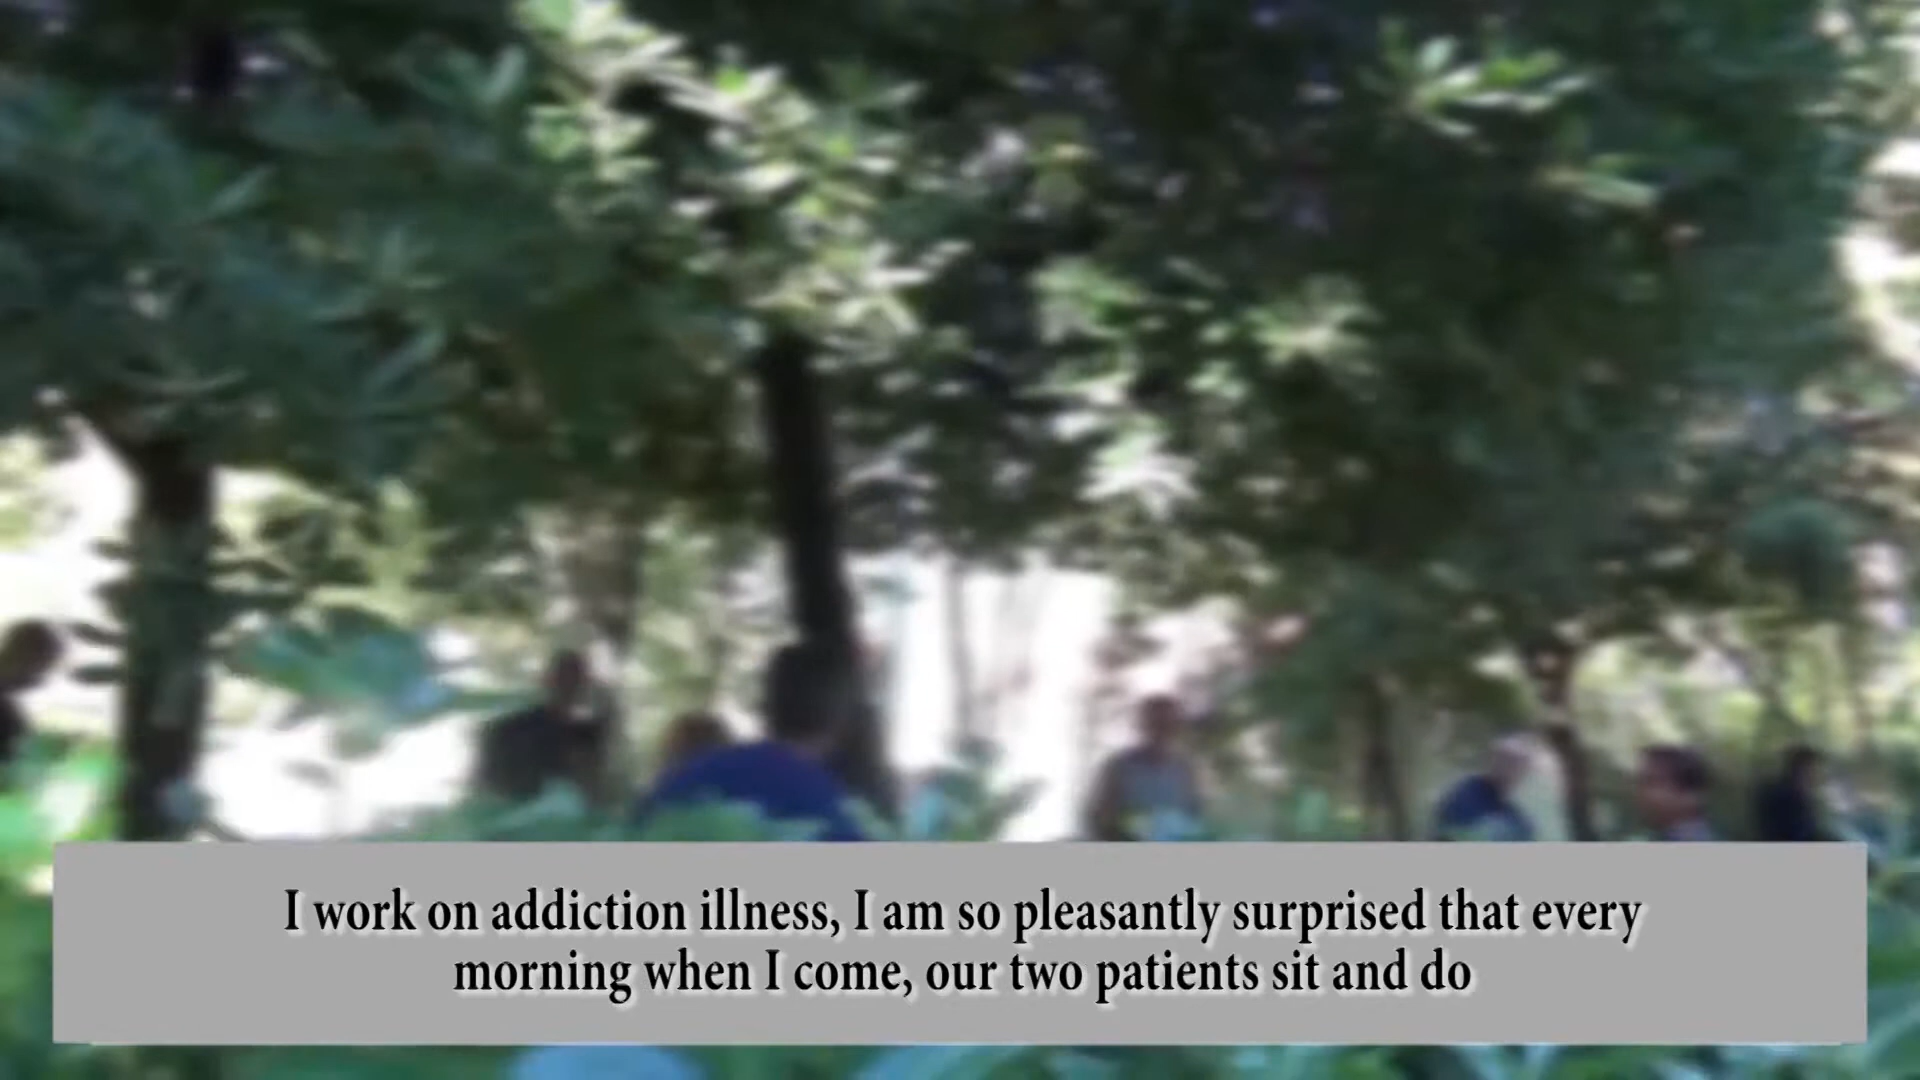 I work on addiction illness, I am so pleasantly surprised that every
morning when I come, our two patients sit and do